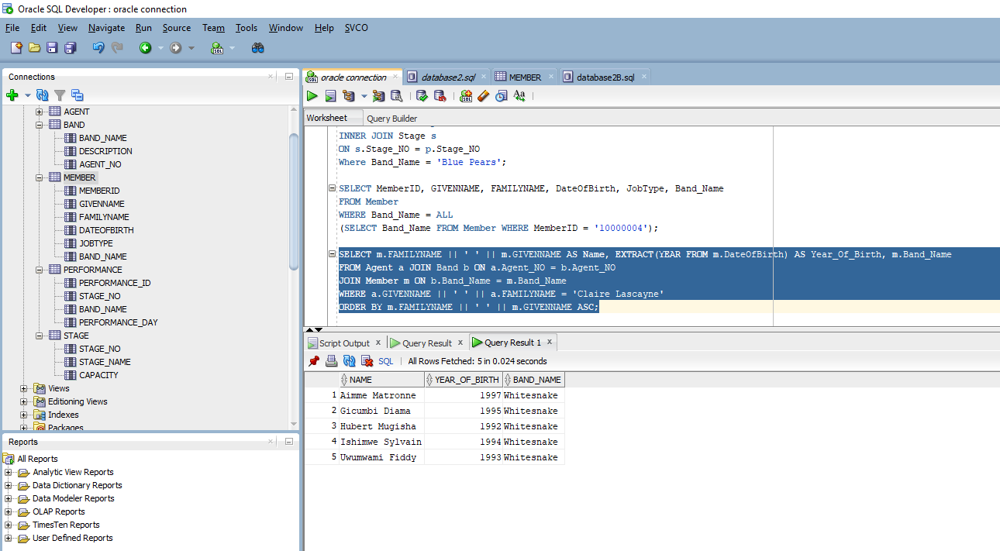 Oracle SQL Developer : oracle connection
File Edit View Navigate Run Source Team Tools Window Help SVCO
Connections
AGENT
BAND
BAND_NAME
DESCRIPTION
AGENT_NO
MEMBER
MEMBERID
GIVENNAME
FAMILYNAME
DATEOFBIRTH
JOBTYPE
BAND_NAME
PERFORMANCE
PERFORMANCE_ID
STAGE_NO
BAND_NAME
PERFORMANCE_DAY
STAGE
STAGE_NO
STAGE_NAME
CAPACITY
Views
Editioning Views
Indexes
Packages
Reports
All Reports
Analytic View Reports
Data Dictionary Reports
Data Modeler Reports
OLAP Reports
TimesTen Reports
User Defined Reports
oracle connection database2.sql MEMBER database2B.sql
Worksheet Query Builder
INNER JOIN Stage s
ON s.Stage_NO = p.Stage_NO
Where Band_Name = 'Blue Pears';
SELECT MemberID, GIVENNAME, FAMILYNAME, DateOfBirth, JobType, Band_Name
FROM Member
WHERE Band_Name = ALL
(SELECT Band_Name FROM Member WHERE MemberID = '10000004');
SELECT m.FAMILYNAME || ' ' || m.GIVENNAME AS Name, EXTRACT(YEAR FROM m.DateOfBirth) AS Year_Of_Birth, m.Band_Name
FROM Agent a JOIN Band b ON a.Agent_NO = b.Agent_NO
JOIN Member m ON b.Band_Name = m.Band_Name
WHERE a.GIVENNAME || ' ' || a.FAMILYNAME = 'Claire Lascayne'
ORDER BY m.FAMILYNAME || ' ' || m.GIVENNAME ASC;
Script Output x Query Result x Query Result 1 x
SQL | All Rows Fetched: 5 in 0.024 seconds
NAME YEAR_OF_BIRTH BAND_NAME
1 Aimme Matronne 1997 Whitesnake
2 Gicumbi Diama 1995 Whitesnake
3 Hubert Mugisha 1992 Whitesnake
4 Ishimwe Sylvain 1994 Whitesnake
5 Uwumwami Fiddy 1993 Whitesnake